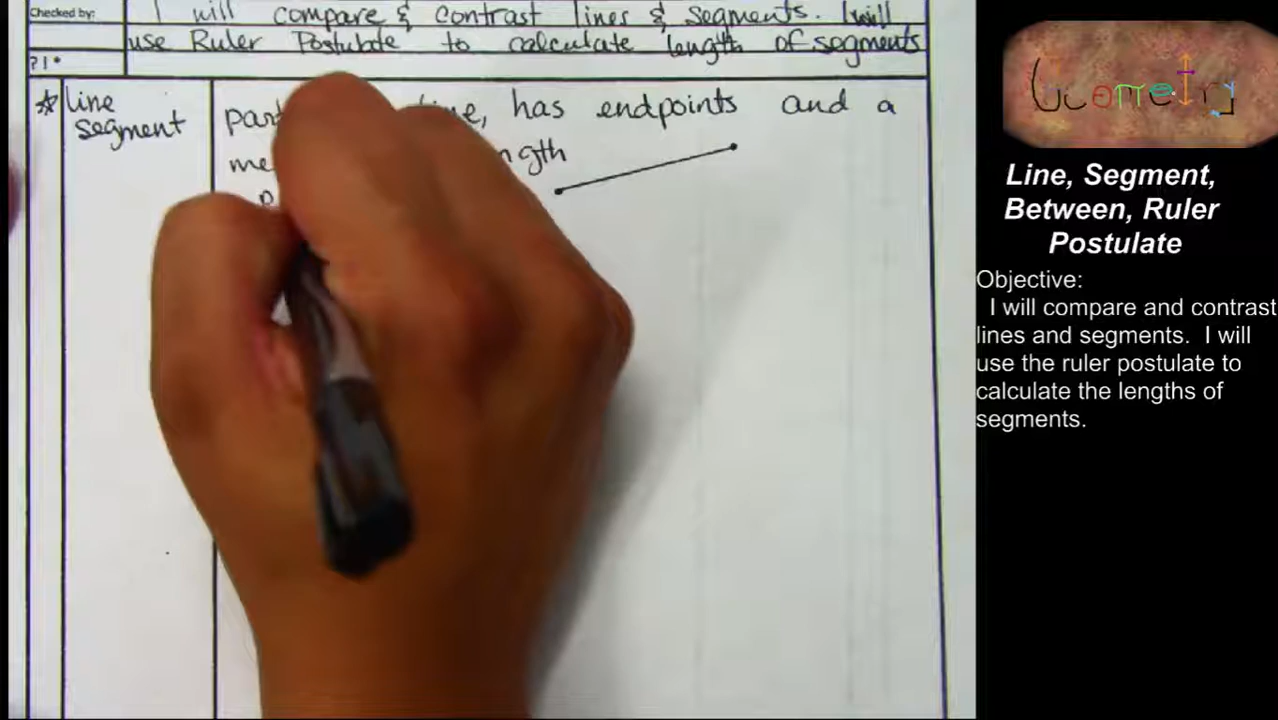 Checked by:
I will compare & contrast lines & segments. I will
use Ruler Postulate to calculate length of segments
?!*
line
segment
part line, has endpoints and a
Geometry
Line, Segment,
Between, Ruler
Postulate
Objective:
I will compare and contrast
lines and segments. I will
use the ruler postulate to
calculate the lengths of
segments.